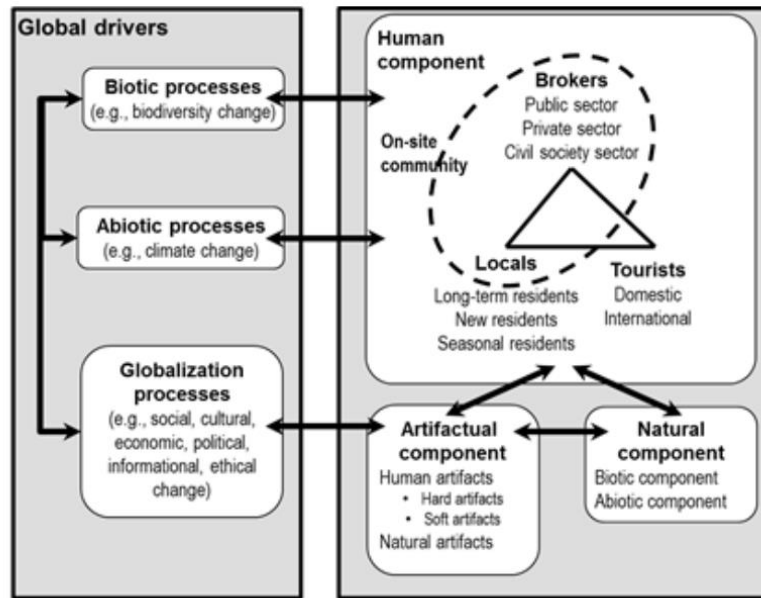 Global drivers
Biotic processes
(e.g., biodiversity change)
Abiotic processes
(e.g., climate change)
Globalization
processes
(e.g., social, cultural,
economic, political,
informational, ethical
change)
Human
component
On-site
community
Brokers
Public sector
Private sector
Civil society sector
Locals
Long-term residents
New residents
Seasonal residents
Tourists
Domestic
International
Artifactual
component
Human artifacts
• Hard artifacts
• Soft artifacts
Natural artifacts
Natural
component
Biotic component
Abiotic component